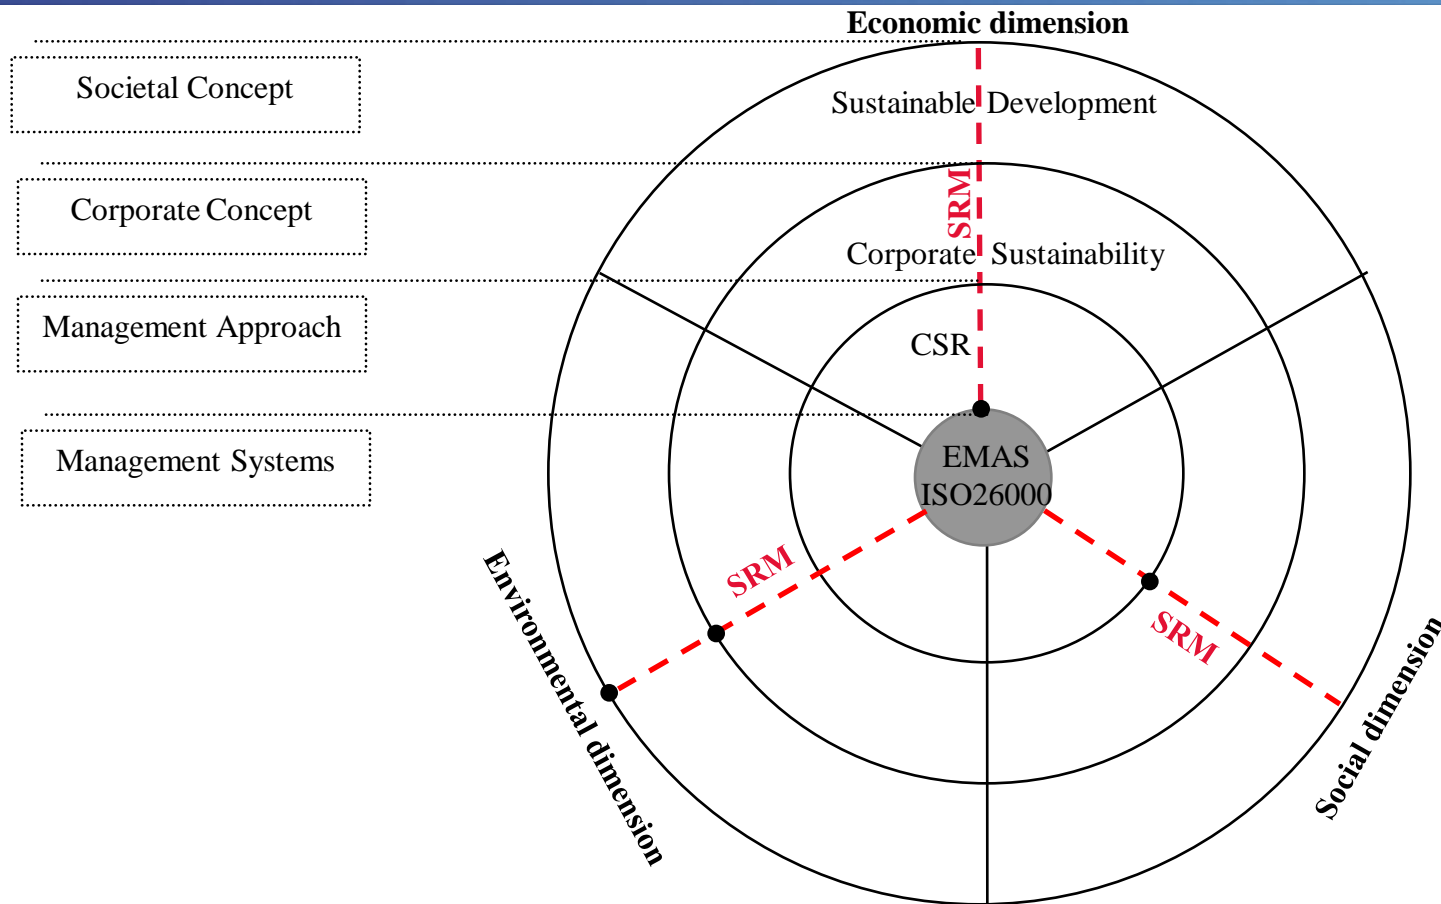 Economic dimension
Societal Concept
Sustainable Development
Corporate Concept
SRM
Corporate Sustainability
Management Approach
CSR
Management Systems
EMAS
ISO26000
SRM
SRM
Environmental dimension
Social dimension